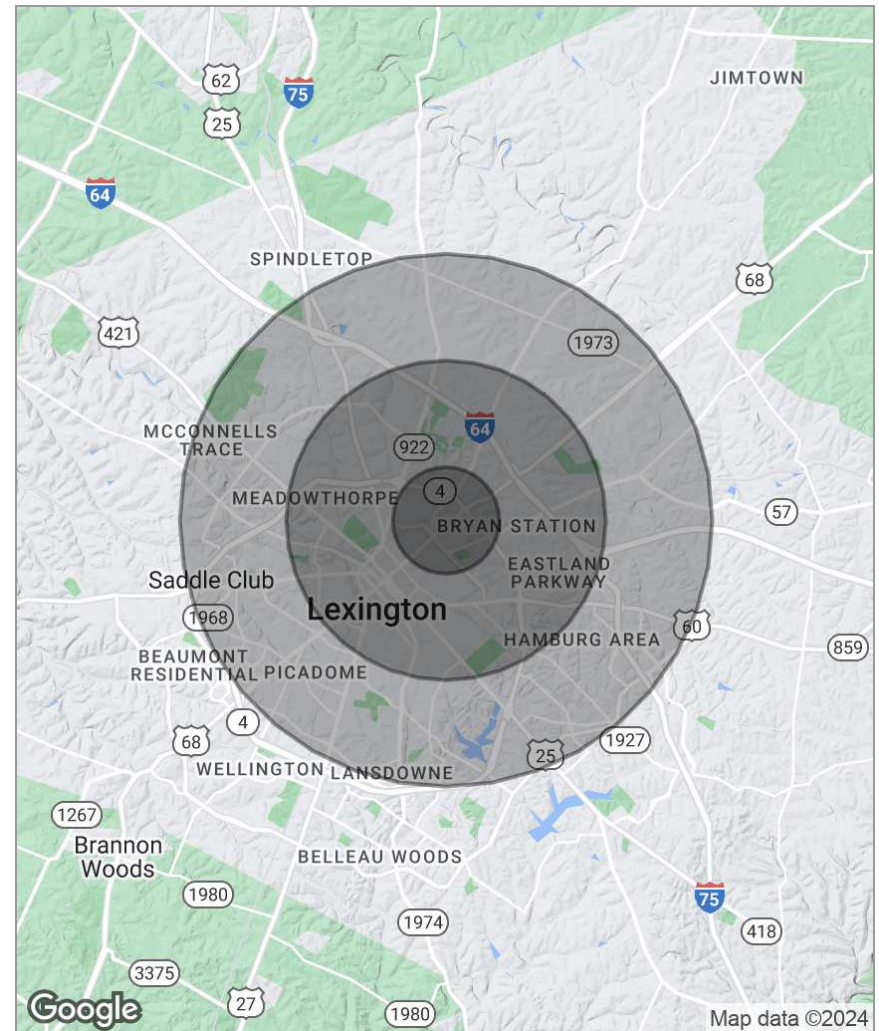 JIMTOWN
62
75
25
64
SPINDLETOP
68
421
1973
MCCONNELLS
TRACE
64
922
MEADOWTHORPE
4
57
BRYAN STATION
EASTLAND
PARKWAY
Saddle Club
Lexington
1968
60
HAMBURG AREA
859
BEAUMONT
RESIDENTIAL
PICADOME
4
68
1927
25
WELLINGTON
LANSDOWNE
1267
Brannon
Woods
BELLEAU WOODS
1980
75
1974
418
3375
27
1980
Google
Map data ©2024